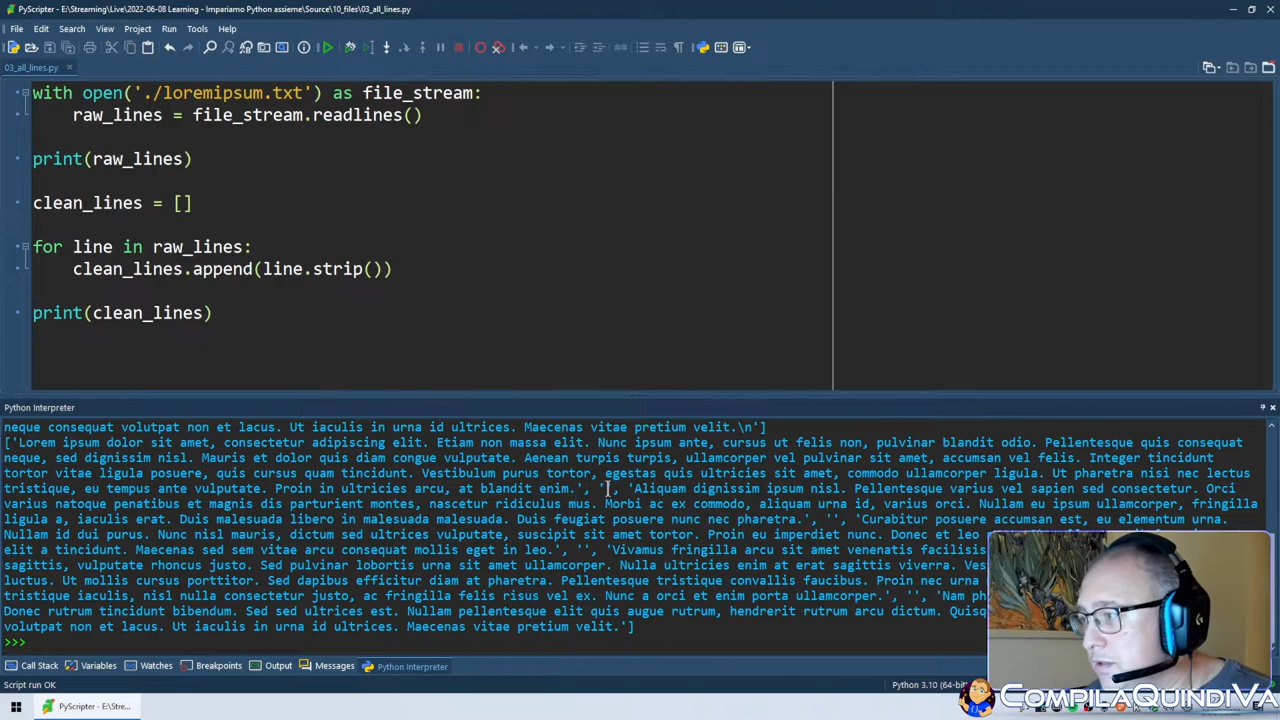 PyScripter - E:\Streaming\Live\2022-06-08 Learning - Impariamo Python assieme\Source\10_files\03_all_lines.py
File Edit Search View Project Run Tools Help
03_all_lines.py
with open('./loremipsum.txt') as file_stream:
raw_lines = file_stream.readlines()
print(raw_lines)
clean_lines = []
for line in raw_lines:
clean_lines.append(line.strip())
print(clean_lines)
Python Interpreter
neque consequat volutpat non et lacus. Ut iaculis in urna id ultrices. Maecenas vitae pretium velit.\n']
['Lorem ipsum dolor sit amet, consectetur adipiscing elit. Etiam non massa elit. Nunc ipsum ante, cursus ut felis non, pulvinar blandit odio. Pellentesque quis consequat
neque, sed dignissim nisl. Mauris et dolor quis diam congue vulputate. Aenean turpis turpis, ullamcorper vel pulvinar sit amet, accumsan vel felis. Integer tincidunt
tortor vitae ligula posuere, quis cursus quam tincidunt. Vestibulum purus tortor, egestas quis ultricies sit amet, commodo ullamcorper ligula. Ut pharetra nisi nec lectus
tristique, eu tempus ante vulputate. Proin in ultricies arcu, at blandit enim.', '', 'Aliquam dignissim ipsum nisl. Pellentesque varius vel sapien sed consectetur. Orci
varius natoque penatibus et magnis dis parturient montes, nascetur ridiculus mus. Morbi ac ex commodo, aliquam urna id, varius orci. Nullam eu ipsum ullamcorper, fringilla
ligula a, iaculis erat. Duis malesuada libero in malesuada malesuada. Duis feugiat posuere nunc nec pharetra.', '', 'Curabitur posuere accumsan est, eu elementum urna.
Nullam id dui purus. Nunc nisl mauris, dictum sed ultrices vulputate, suscipit sit amet tortor. Proin eu imperdiet nunc. Donec et leo
elit a tincidunt. Maecenas sed sem vitae arcu consequat mollis eget in leo.', '', 'Vivamus fringilla arcu sit amet venenatis facilisis
sagittis, vulputate rhoncus justo. Sed pulvinar lobortis urna sit amet ullamcorper. Nulla ultricies enim at erat sagittis viverra.
luctus. Ut mollis cursus porttitor. Sed dapibus efficitur diam at pharetra. Pellentesque tristique convallis faucibus. Proin urna
tristique iaculis, nisl nulla consectetur justo, ac fringilla felis risus vel ex. Nunc a orci et enim porta ullamcorper.', '', 'Nam
Donec rutrum tincidunt bibendum. Sed sed ultrices est. Nullam pellentesque elit quis augue rutrum, hendrerit rutrum arcu dictum.
volutpat non et lacus. Ut iaculis in urna id ultrices. Maecenas vitae pretium velit.']
>>>
Call Stack Variables Watches Breakpoints Output Messages Python Interpreter
Script run OK Python 3.10 (64-bit)
PyScripter - E:\Stre...
CompilaQuindiVa